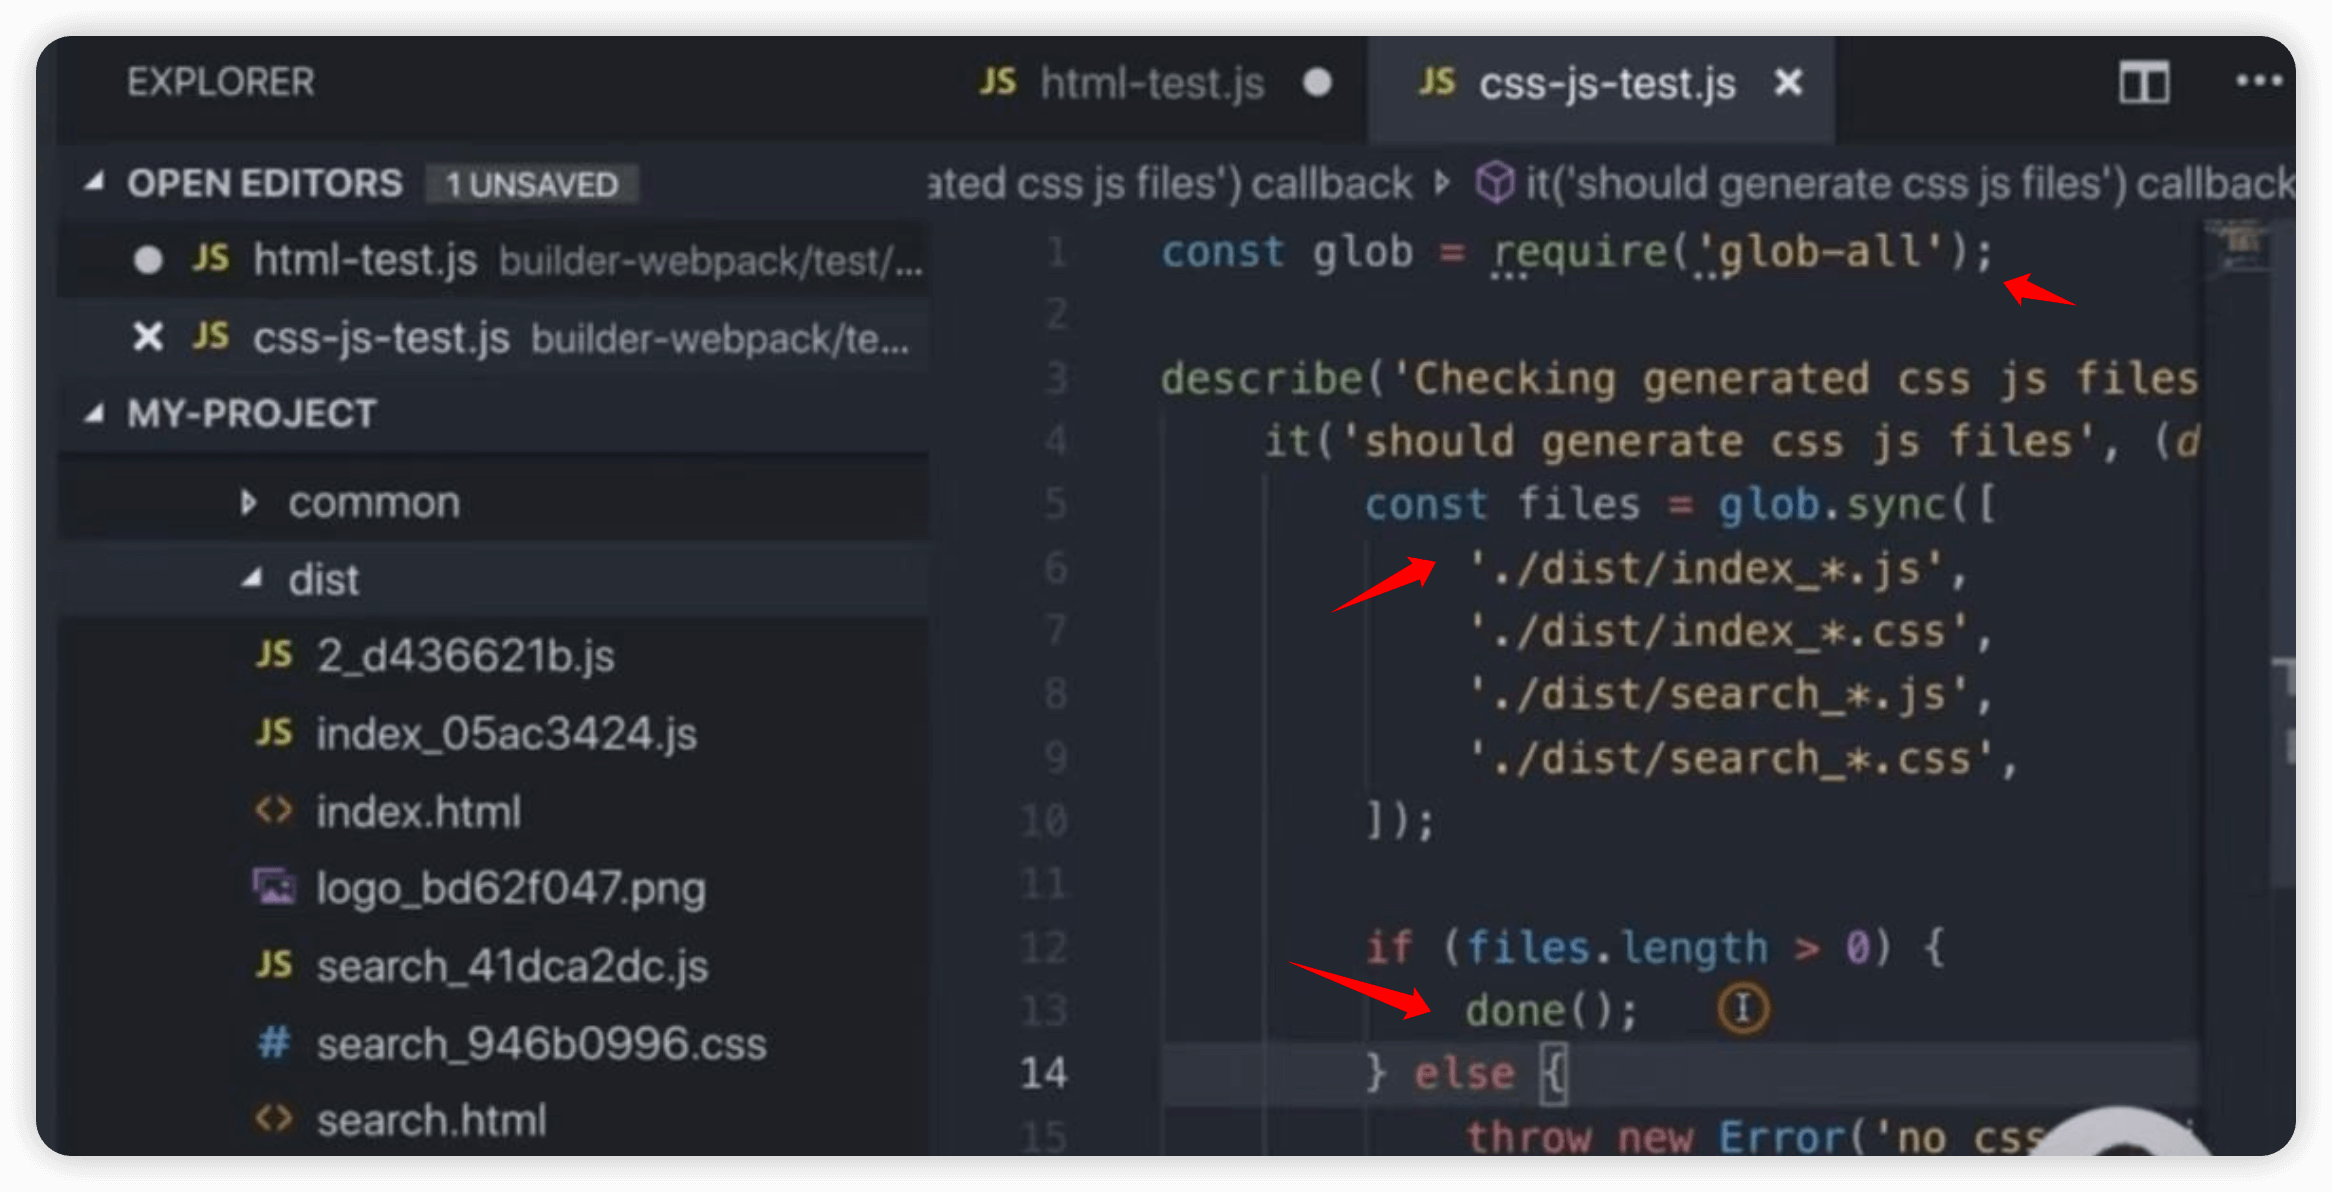 EXPLORER
JS html-test.js
JS css-js-test.js
OPEN EDITORS 1 UNSAVED
JS html-test.js builder-webpack/test/...
JS css-js-test.js builder-webpack/te...
MY-PROJECT
common
dist
JS 2_d436621b.js
JS index_05ac3424.js
<> index.html
logo_bd62f047.png
JS search_41dca2dc.js
# search_946b0996.css
<> search.html
ated css js files') callback it('should generate css js files') callback
1 const glob = require('glob-all');
2
3 describe('Checking generated css js files
4 it('should generate css js files', (d
5 const files = glob.sync([
6 './dist/index_*.js',
7 './dist/index_*.css',
8 './dist/search_*.js',
9 './dist/search_*.css',
10 ]);
11
12 if (files.length > 0) {
13 done();
14 } else {
15 throw new Error('no css